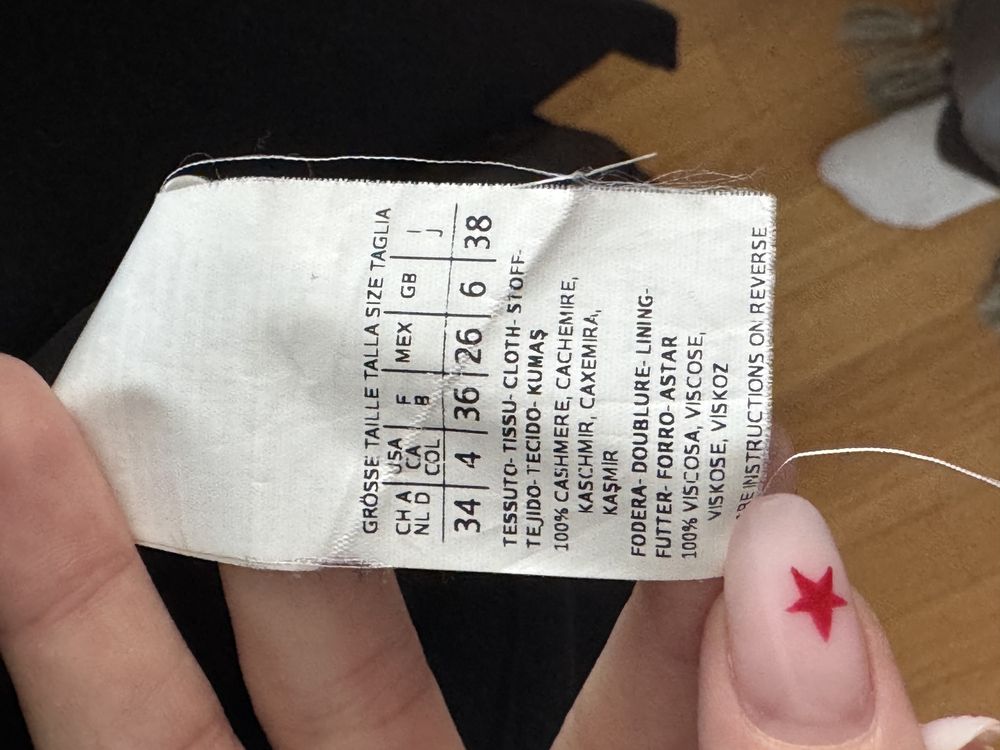 GRÖSSE TAILLE TALLA SIZE TAGLIA
CH A USA F MEX GB I
NL D CA B J
COL
34 4 36 26 6 38
TESSUTO- TISSU- CLOTH- STOFF-
TEJIDO- TECIDO- KUMAŞ
100% CASHMERE, CACHEMIRE,
KASCHMIR, CAXEMIRA,
KAŞMIR
FODERA- DOUBLURE- LINING-
FUTTER- FORRO- ASTAR
100% VISCOSA, VISCOSE,
VISKOSE, VISKOZ
INSTRUCTIONS ON REVERSE